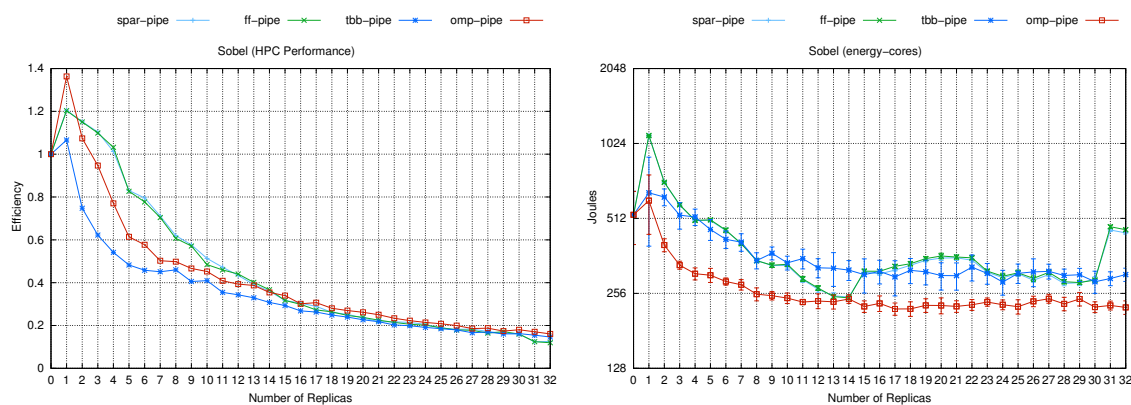 spar-pipe ff-pipe tbb-pipe omp-pipe
Sobel (HPC Performance)
1.4
1.2
1
0.8
0.6
0.4
0.2
0
Efficiency
0 1 2 3 4 5 6 7 8 9 10 11 12 13 14 15 16 17 18 19 20 21 22 23 24 25 26 27 28 29 30 31 32
Number of Replicas
spar-pipe ff-pipe tbb-pipe omp-pipe
Sobel (energy-cores)
2048
1024
512
256
128
Joules
0 1 2 3 4 5 6 7 8 9 10 11 12 13 14 15 16 17 18 19 20 21 22 23 24 25 26 27 28 29 30 31 32
Number of Replicas